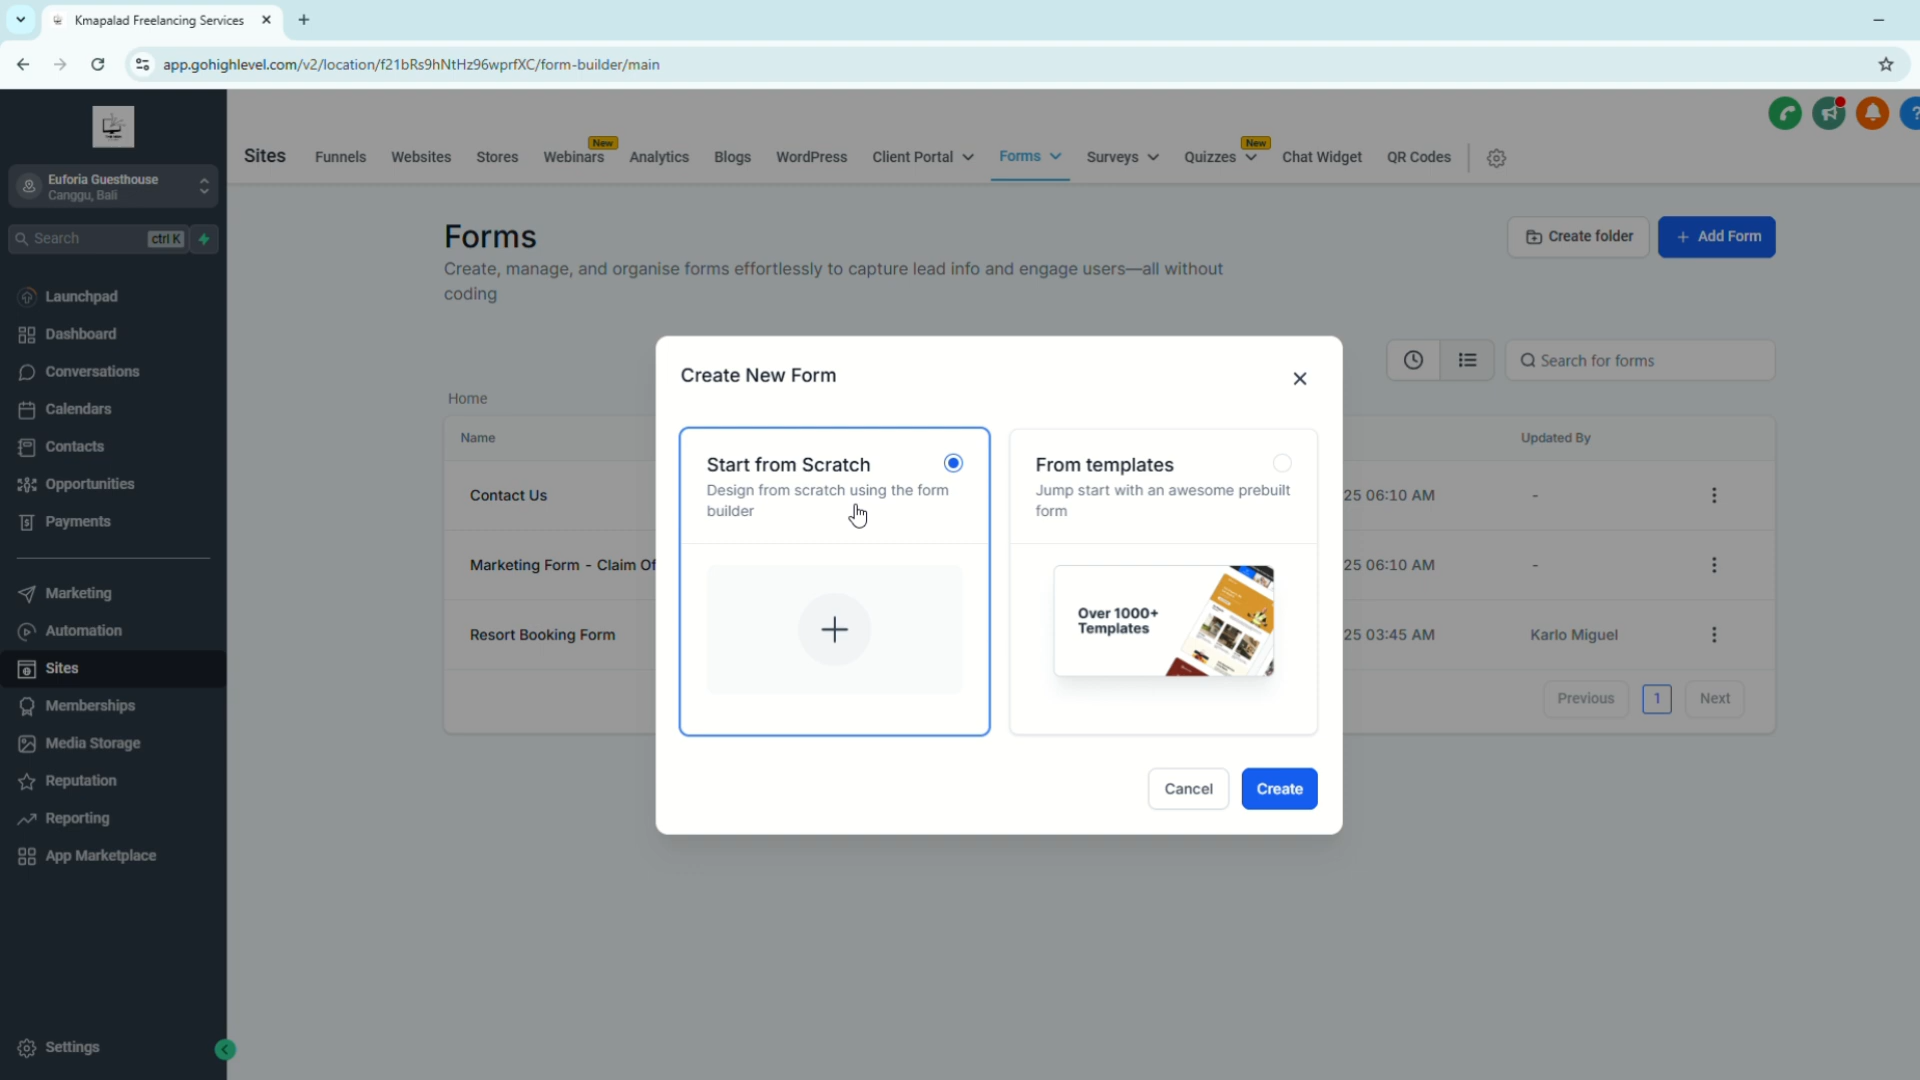 Kmapalad Freelancing Services
app.gohighlevel.com/v2/location/f21bRs9hNtHz96wprfXC/form-builder/main
Euforia Guesthouse
Canggu, Bali
Search ctrl K
Launchpad
Dashboard
Conversations
Calendars
Contacts
Opportunities
Payments
Marketing
Automation
Sites
Memberships
Media Storage
Reputation
Reporting
App Marketplace
Settings
New New
Sites Funnels Websites Stores Webinars Analytics Blogs WordPress Client Portal Forms Surveys Quizzes Chat Widget QR Codes
Forms
Create, manage, and organise forms effortlessly to capture lead info and engage users—all without
coding
Create folder
+ Add Form
Search for forms
Home
Name Updated By
Contact Us 25 06:10 AM -
Marketing Form - Claim Of 25 06:10 AM -
Resort Booking Form 25 03:45 AM Karlo Miguel
Previous 1 Next
Create New Form
Start from Scratch
Design from scratch using the form
builder
From templates
Jump start with an awesome prebuilt
form
Over 1000+
Templates
Cancel Create